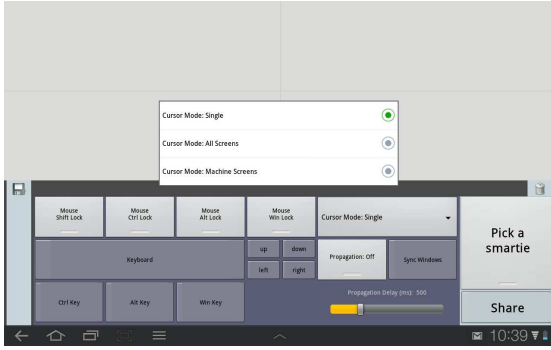 Cursor Mode: Single
Cursor Mode: All Screens
Cursor Mode: Machine Screens
Mouse
Shift Lock
Mouse
Ctrl Lock
Mouse
Alt Lock
Mouse
Win Lock
Cursor Mode: Single
Pick a
smartie
Keyboard
up
down
left
right
Propagation: Off
Sync Windows
Ctrl Key
Alt Key
Win Key
Propagation Delay (ms): 500
Share
10:39